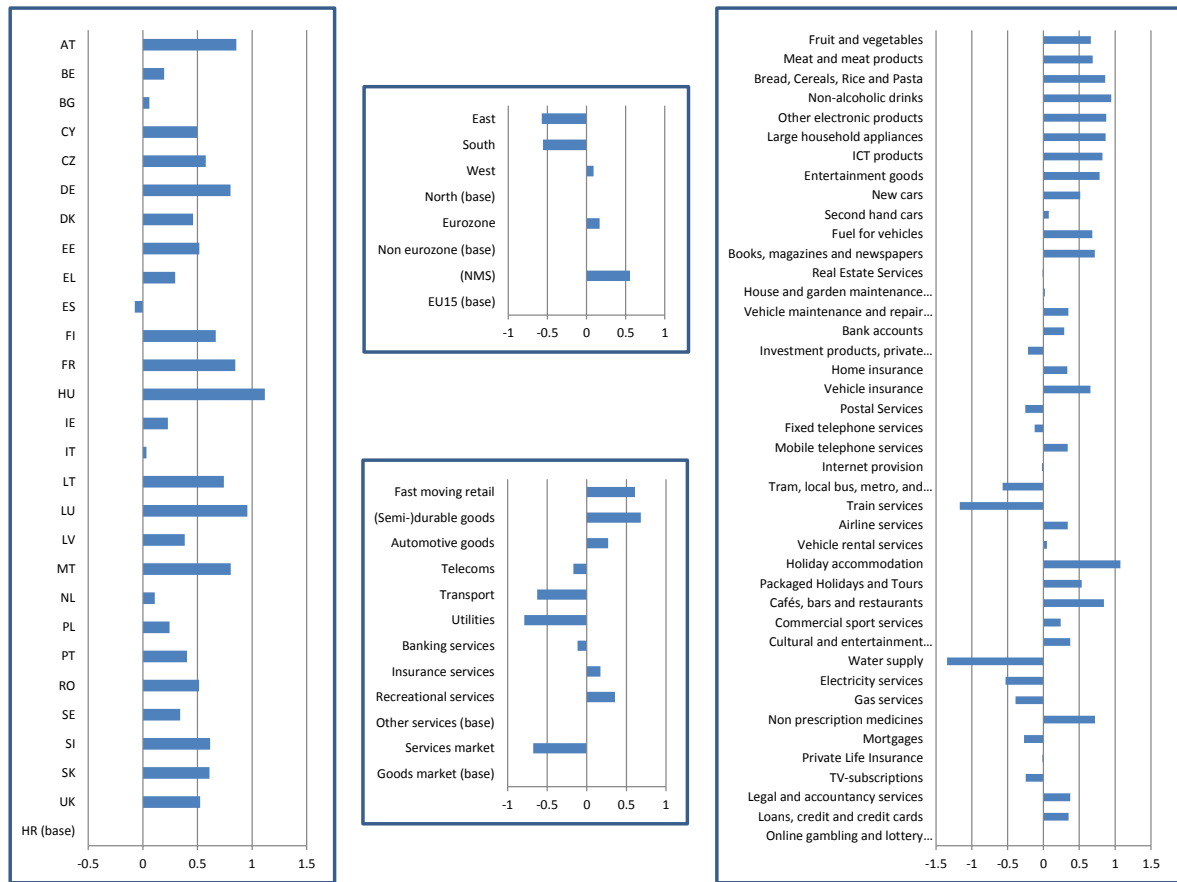 AT
BE
BG
CY
CZ
DE
DK
EE
EL
ES
FI
FR
HU
IE
IT
LT
LU
LV
MT
NL
PL
PT
RO
SE
SI
SK
UK
HR (base)
-0.5 0 0.5 1 1.5
East
South
West
North (base)
Eurozone
Non eurozone (base)
(NMS)
EU15 (base)
-1 -0.5 0 0.5 1
Fast moving retail
(Semi-)durable goods
Automotive goods
Telecoms
Transport
Utilities
Banking services
Insurance services
Recreational services
Other services (base)
Services market
Goods market (base)
-1 -0.5 0 0.5 1
Fruit and vegetables
Meat and meat products
Bread, Cereals, Rice and Pasta
Non-alcoholic drinks
Other electronic products
Large household appliances
ICT products
Entertainment goods
New cars
Second hand cars
Fuel for vehicles
Books, magazines and newspapers
Real Estate Services
House and garden maintenance…
Vehicle maintenance and repair…
Bank accounts
Investment products, private…
Home insurance
Vehicle insurance
Postal Services
Fixed telephone services
Mobile telephone services
Internet provision
Tram, local bus, metro, and…
Train services
Airline services
Vehicle rental services
Holiday accommodation
Packaged Holidays and Tours
Cafés, bars and restaurants
Commercial sport services
Cultural and entertainment…
Water supply
Electricity services
Gas services
Non prescription medicines
Mortgages
Private Life Insurance
TV-subscriptions
Legal and accountancy services
Loans, credit and credit cards
Online gambling and lottery…
-1.5 -1 -0.5 0 0.5 1 1.5